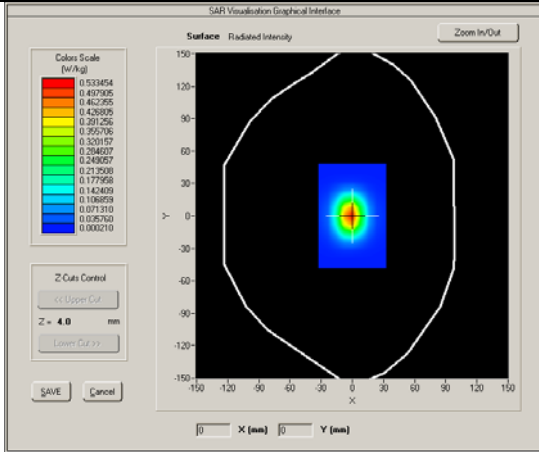 SAR Visualisation Graphical Interface
Surface Radiated Intensity
Zoom In/Out
Colors Scale
(W/kg)
0.533454
0.497905
0.462355
0.426805
0.391256
0.355706
0.320157
0.284607
0.249057
0.213508
0.177958
0.142409
0.106859
0.071310
0.035760
0.000210
Z Cuts Control
<< Upper Cut
Z = 4.0 mm
Lower Cut >>
SAVE Cancel
150
120
90
60
30
0
-30
-60
-90
-120
-150
Y
-150 -120 -90 -60 -30 0 30 60 90 120 150
X
0 X (mm) 0 Y (mm)